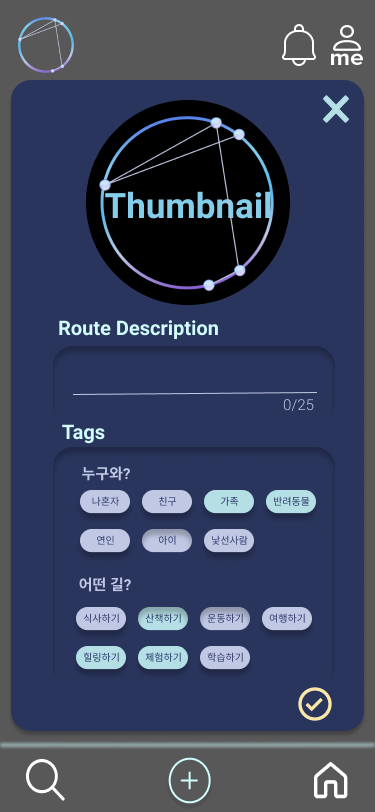 me
Thumbnail
Route Description
0/25
Tags
누구와?
나혼자 친구 가족 반려동물
연인 아이 낯선사람
어떤 길?
식사하기 산책하기 운동하기 여행하기
힐링하기 체험하기 학습하기